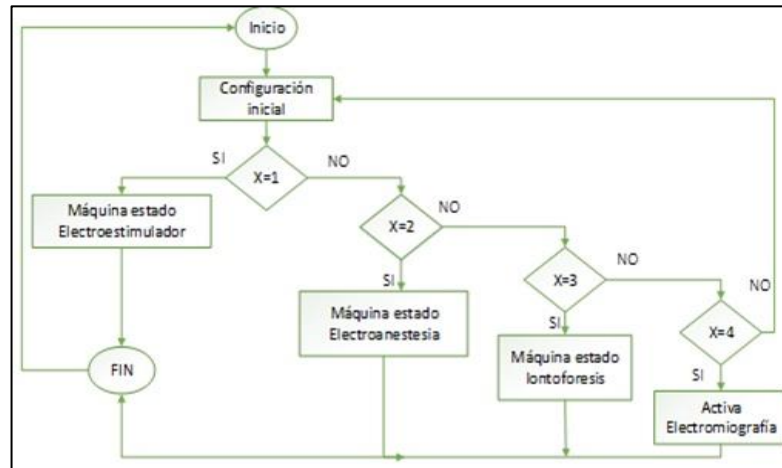 Inicio
Configuración
inicial
SI
NO
X=1
Máquina estado
Electroestimulador
NO
X=2
SI
NO
X=3
Máquina estado
Electroanestesia
SI
NO
X=4
Máquina estado
Iontoforesis
FIN
SI
Activa
Electromiografía